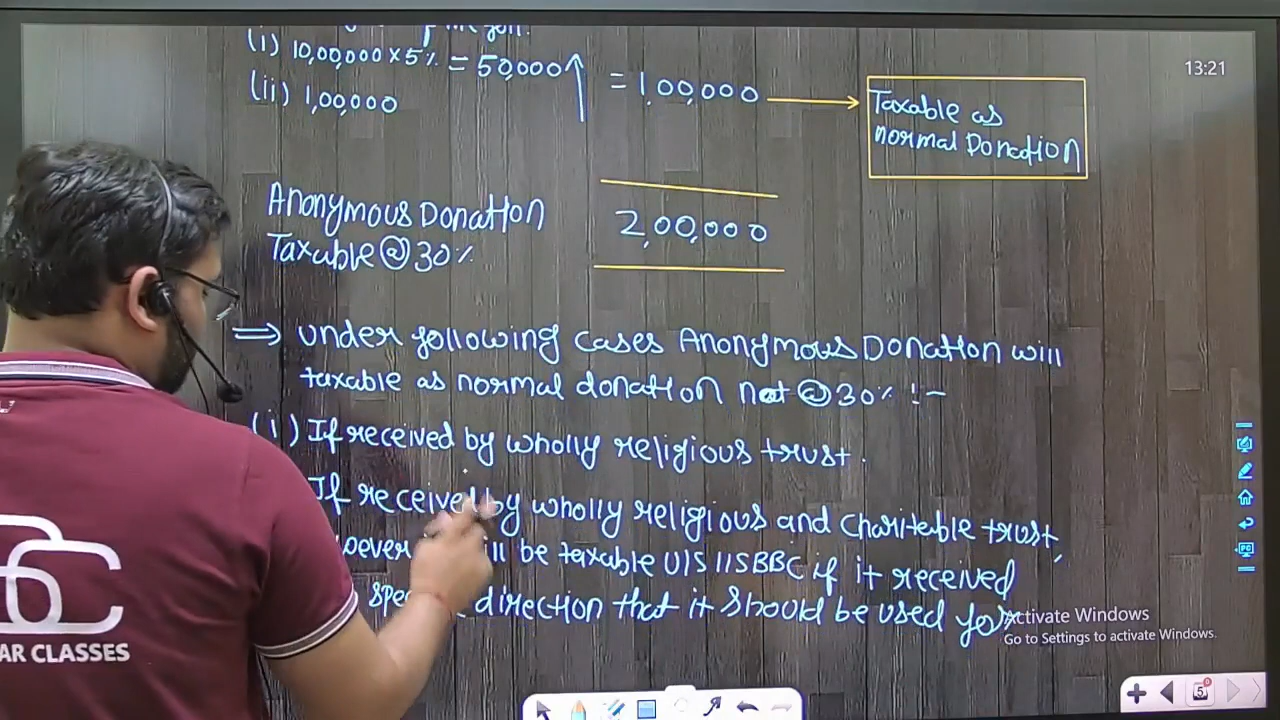 (i) 10,00,000 × 5% = 50,000
(ii) 1,00,000
= 1,00,000
Taxable as
normal Donation
13:21
Anonymous Donation
Taxable @ 30%
2,00,000
⇒ under following cases Anonymous Donation will
taxable as normal donation not @ 30% :-
(i) If received by wholly religious trust.
If received by wholly religious and charitable trust,
be taxable U/S 115BBC if it received
direction that it should be used for
Activate Windows
Go to Settings to activate Windows.
AR CLASSES
5